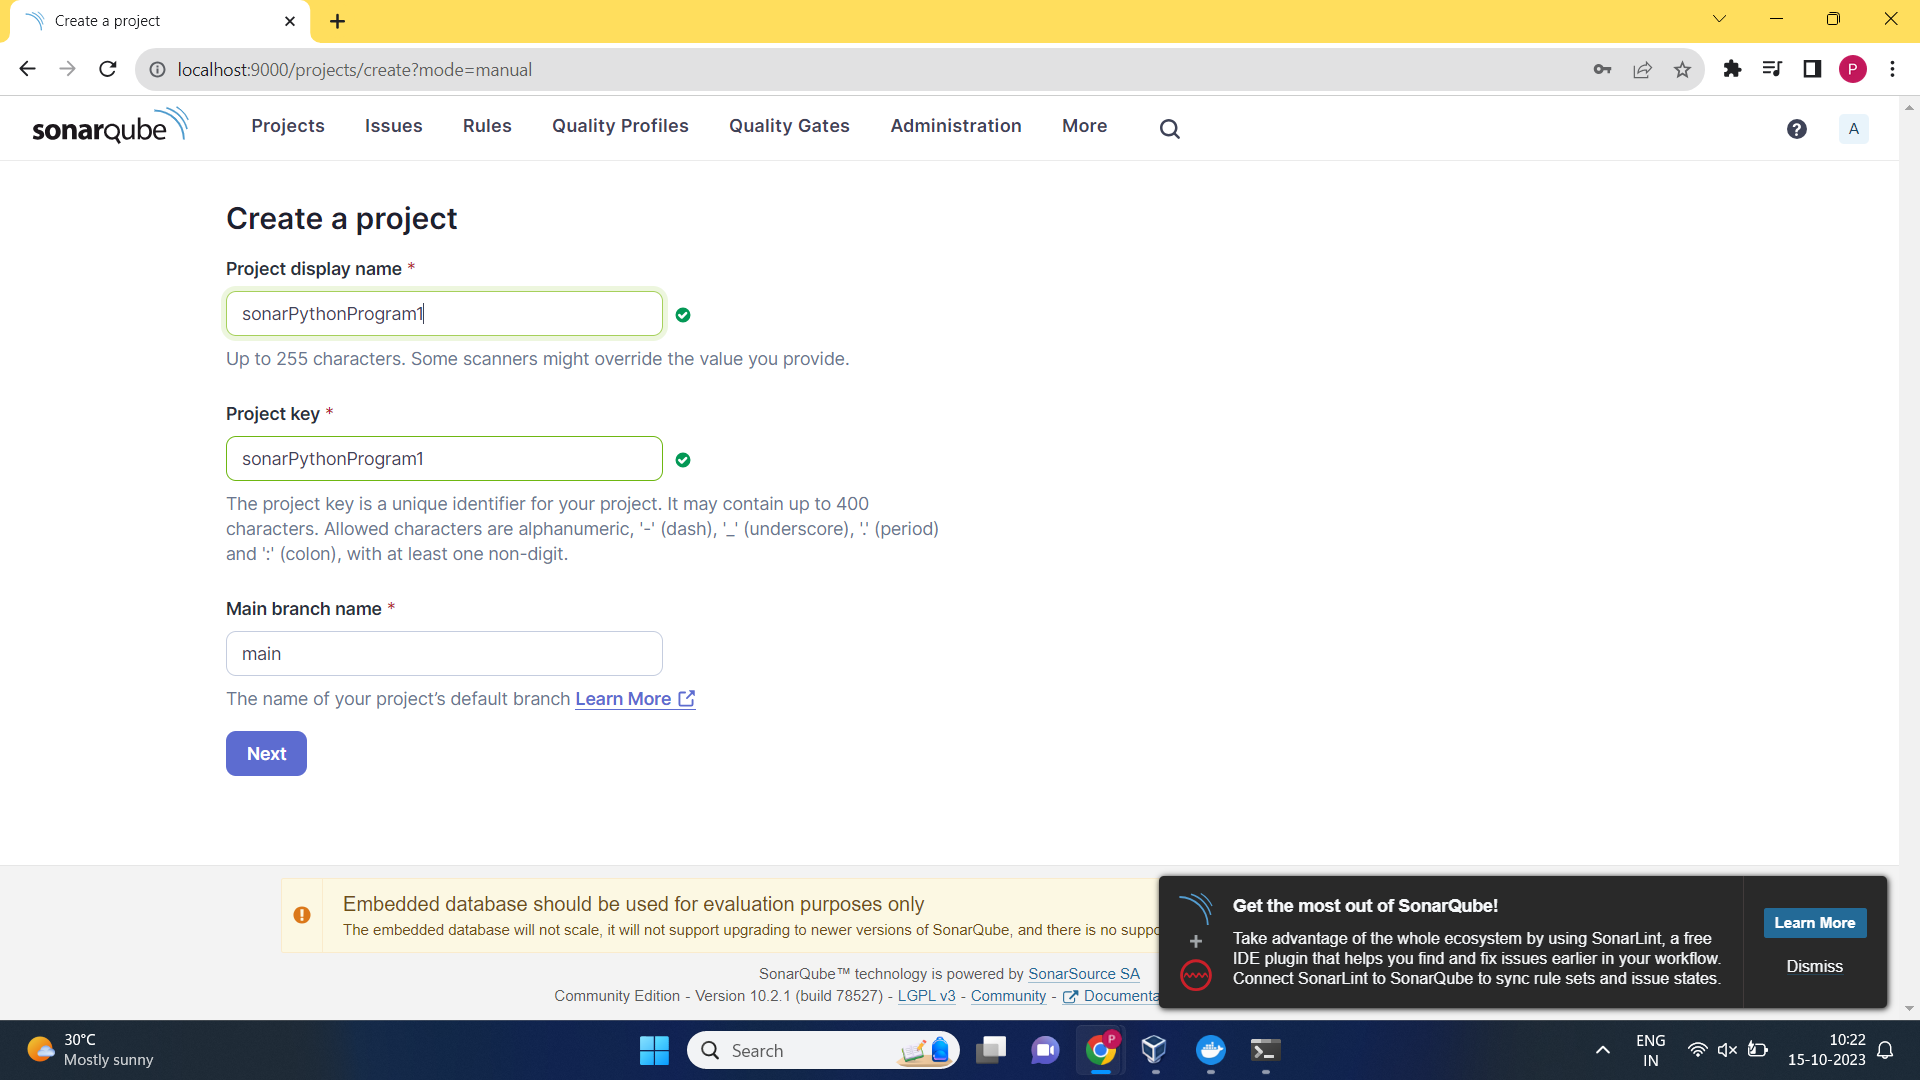 Create a project
localhost:9000/projects/create?mode=manual
P
sonarqube
Projects
Issues
Rules
Quality Profiles
Quality Gates
Administration
More
?
A
Create a project
Project display name *
sonarPythonProgram1
Up to 255 characters. Some scanners might override the value you provide.
Project key *
sonarPythonProgram1
The project key is a unique identifier for your project. It may contain up to 400
characters. Allowed characters are alphanumeric, '-' (dash), '_' (underscore), '.' (period)
and ':' (colon), with at least one non-digit.
Main branch name *
main
The name of your project's default branch Learn More
Next
Embedded database should be used for evaluation purposes only
The embedded database will not scale, it will not support upgrading to newer versions of SonarQube, and there is no suppo
SonarQube™ technology is powered by SonarSource SA
Community Edition - Version 10.2.1 (build 78527) - LGPL v3 - Community - Documenta
Get the most out of SonarQube!
Take advantage of the whole ecosystem by using SonarLint, a free
IDE plugin that helps you find and fix issues earlier in your workflow.
Connect SonarLint to SonarQube to sync rule sets and issue states.
Learn More
Dismiss
30°C
Mostly sunny
Search
P
ENG
IN
10:22
15-10-2023